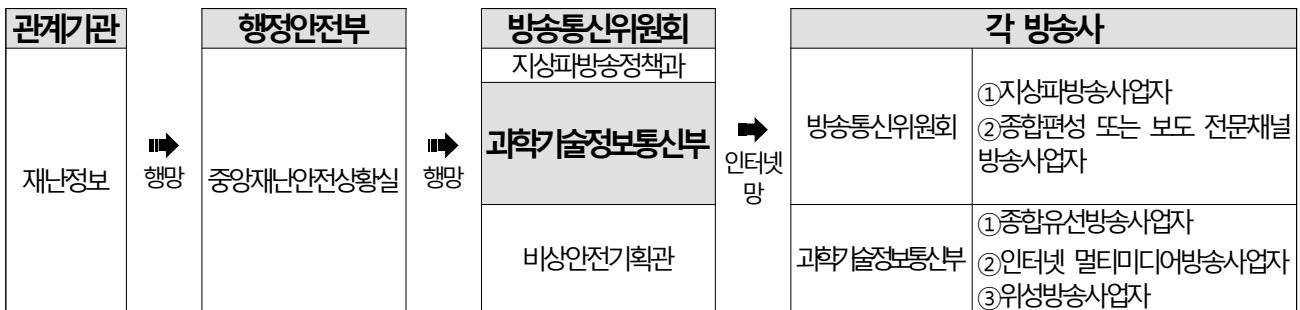 관계기관
행정안전부
방송통신위원회
각 방송사
재난정보
행망
중앙재난안전상황실
행망
지상파방송정책과
과학기술정보통신부
비상안전기획관
인터넷
망
방송통신위원회
①지상파방송사업자
②종합편성 또는 보도 전문채널
방송사업자
과학기술정보통신부
①종합유선방송사업자
②인터넷 멀티미디어방송사업자
③위성방송사업자